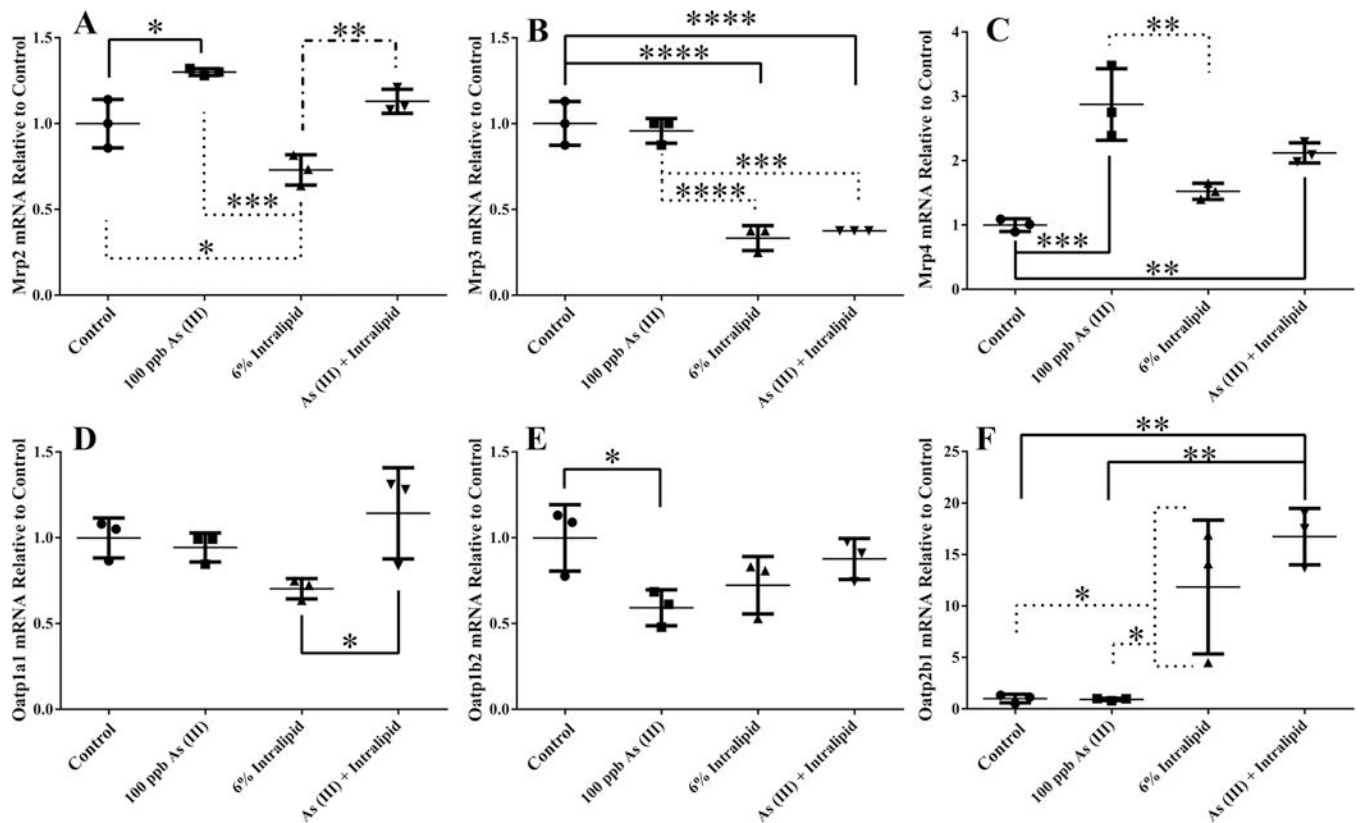 A
Mrp2 mRNA Relative to Control
1.5
1.0
0.5
0.0
*
**
***
*
Control
100 ppb As (III)
6% Intralipid
As (III) + Intralipid
B
Mrp3 mRNA Relative to Control
1.5
1.0
0.5
0.0
****
****
***
****
Control
100 ppb As (III)
6% Intralipid
As (III) + Intralipid
C
Mrp4 mRNA Relative to Control
4
3
2
1
0
**
***
**
Control
100 ppb As (III)
6% Intralipid
As (III) + Intralipid
D
Oatp1a1 mRNA Relative to Control
1.5
1.0
0.5
0.0
*
Control
100 ppb As (III)
6% Intralipid
As (III) + Intralipid
E
Oatp1b2 mRNA Relative to Control
1.5
1.0
0.5
0.0
*
Control
100 ppb As (III)
6% Intralipid
As (III) + Intralipid
F
Oatp2b1 mRNA Relative to Control
25
20
15
10
5
0
**
**
*
*
Control
100 ppb As (III)
6% Intralipid
As (III) + Intralipid